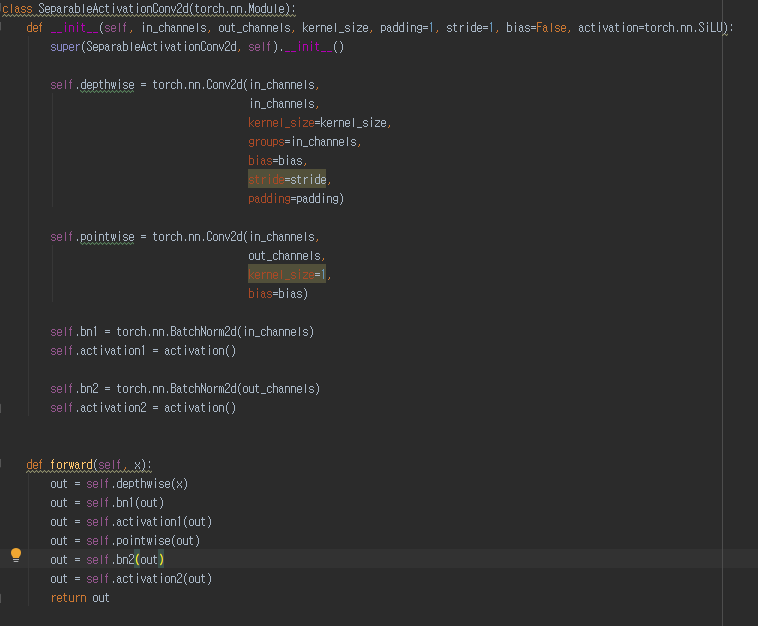 class SeparableActivationConv2d(torch.nn.Module):
def __init__(self, in_channels, out_channels, kernel_size, padding=1, stride=1, bias=False, activation=torch.nn.SiLU):
super(SeparableActivationConv2d, self).__init__()
self.depthwise = torch.nn.Conv2d(in_channels,
in_channels,
kernel_size=kernel_size,
groups=in_channels,
bias=bias,
stride=stride,
padding=padding)
self.pointwise = torch.nn.Conv2d(in_channels,
out_channels,
kernel_size=1,
bias=bias)
self.bn1 = torch.nn.BatchNorm2d(in_channels)
self.activation1 = activation()
self.bn2 = torch.nn.BatchNorm2d(out_channels)
self.activation2 = activation()
def forward(self, x):
out = self.depthwise(x)
out = self.bn1(out)
out = self.activation1(out)
out = self.pointwise(out)
out = self.bn2(out)
out = self.activation2(out)
return out